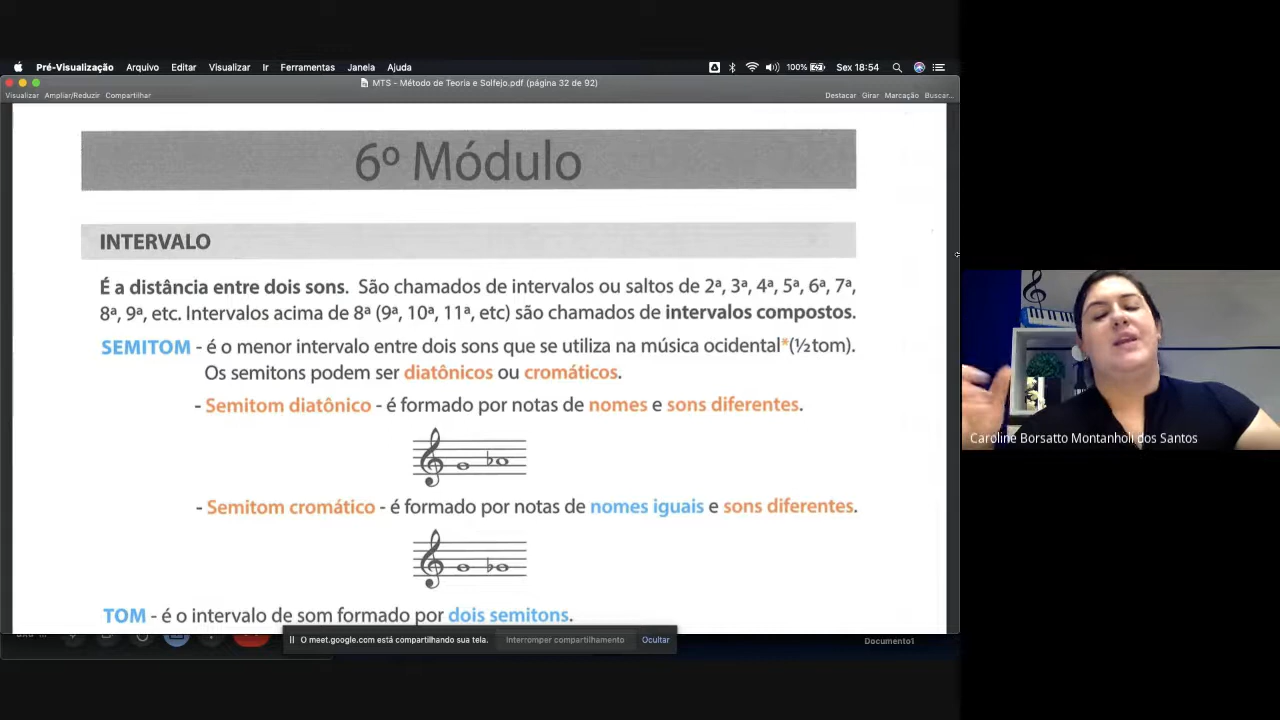 Pré-Visualização Arquivo Editar Visualizar Ir Ferramentas Janela Ajuda 100% Sex 18:54
MTS - Método de Teoria e Solfejo.pdf (página 32 de 92)
Visualizar Ampliar/Reduzir Compartilhar Destacar Girar Marcação Buscar...
6º Módulo
INTERVALO
É a distância entre dois sons. São chamados de intervalos ou saltos de 2ª, 3ª, 4ª, 5ª, 6ª, 7ª,
8ª, 9ª, etc. Intervalos acima de 8ª (9ª, 10ª, 11ª, etc) são chamados de intervalos compostos.
SEMITOM - é o menor intervalo entre dois sons que se utiliza na música ocidental*(½tom).
Os semitons podem ser diatônicos ou cromáticos.
- Semitom diatônico - é formado por notas de nomes e sons diferentes.
- Semitom cromático - é formado por notas de nomes iguais e sons diferentes.
TOM - é o intervalo de som formado por dois semitons.
O meet.google.com está compartilhando sua tela. Interromper compartilhamento Ocultar
Documento1
Caroline Borsatto Montanholi dos Santos